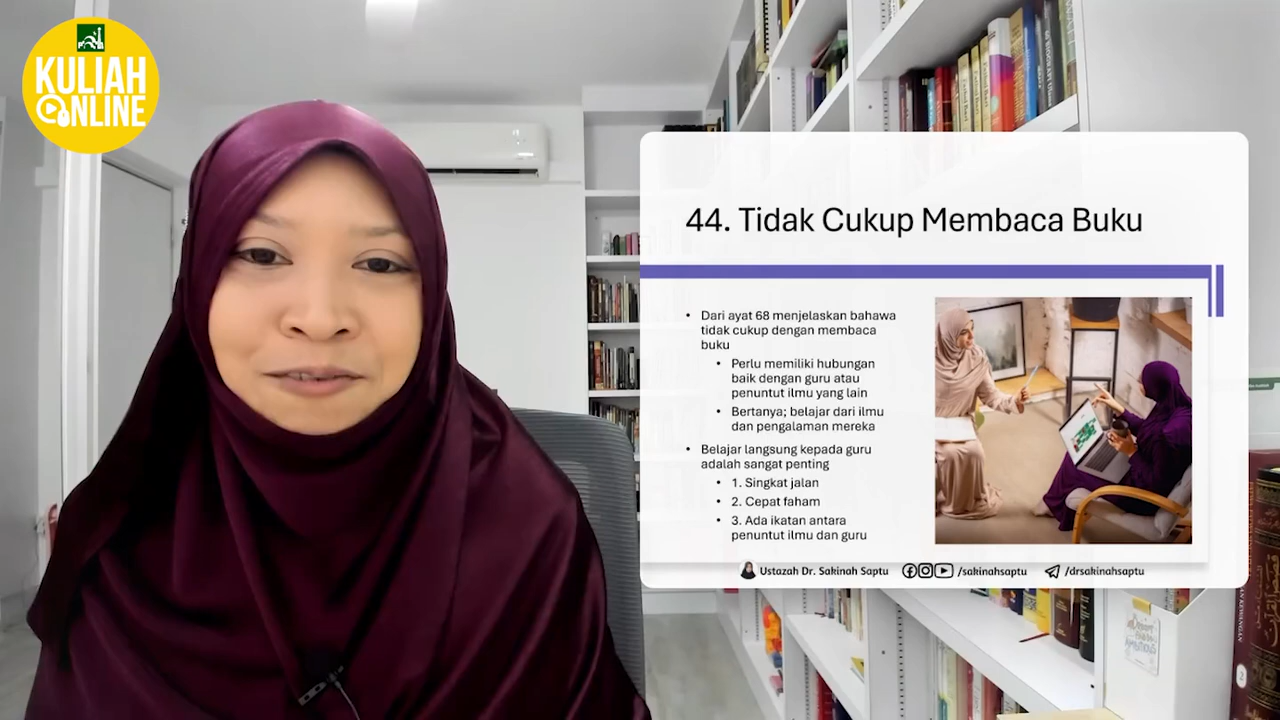 KULIAH
ONLINE
44. Tidak Cukup Membaca Buku
• Dari ayat 68 menjelaskan bahawa
tidak cukup dengan membaca
buku
• Perlu memiliki hubungan
baik dengan guru atau
penuntut ilmu yang lain
• Bertanya; belajar dari ilmu
dan pengalaman mereka
• Belajar langsung kepada guru
adalah sangat penting
• 1. Singkat jalan
• 2. Cepat faham
• 3. Ada ikatan antara
penuntut ilmu dan guru
Ustazah Dr. Sakinah Saptu
/sakinahsaptu
/drsakinahsaptu